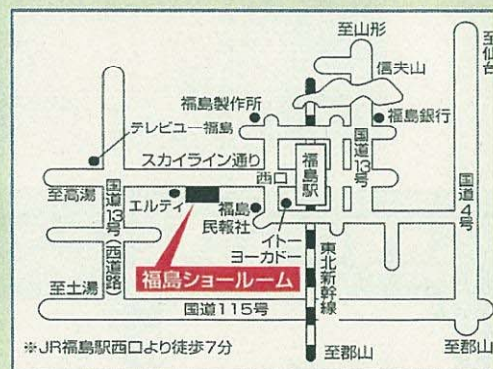 至山形
至仙台
信夫山
福島製作所
福島銀行
テレビユー福島
スカイライン通り
福島駅
国道13号
西口
至高湯
エルティ
福島
民報社
イトー
ヨーカドー
国道4号
国道13号(西道路)
福島ショールーム
東北新幹線
至土湯
国道115号
※JR福島駅西口より徒歩7分
至郡山
至郡山